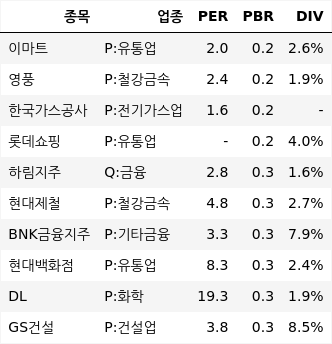 종목 업종 PER PBR DIV
이마트 P:유통업 2.0 0.2 2.6%
영풍 P:철강금속 2.4 0.2 1.9%
한국가스공사 P:전기가스업 1.6 0.2 -
롯데쇼핑 P:유통업 - 0.2 4.0%
하림지주 Q:금융 2.8 0.3 1.6%
현대제철 P:철강금속 4.8 0.3 2.7%
BNK금융지주 P:기타금융 3.3 0.3 7.9%
현대백화점 P:유통업 8.3 0.3 2.4%
DL P:화학 19.3 0.3 1.9%
GS건설 P:건설업 3.8 0.3 8.5%